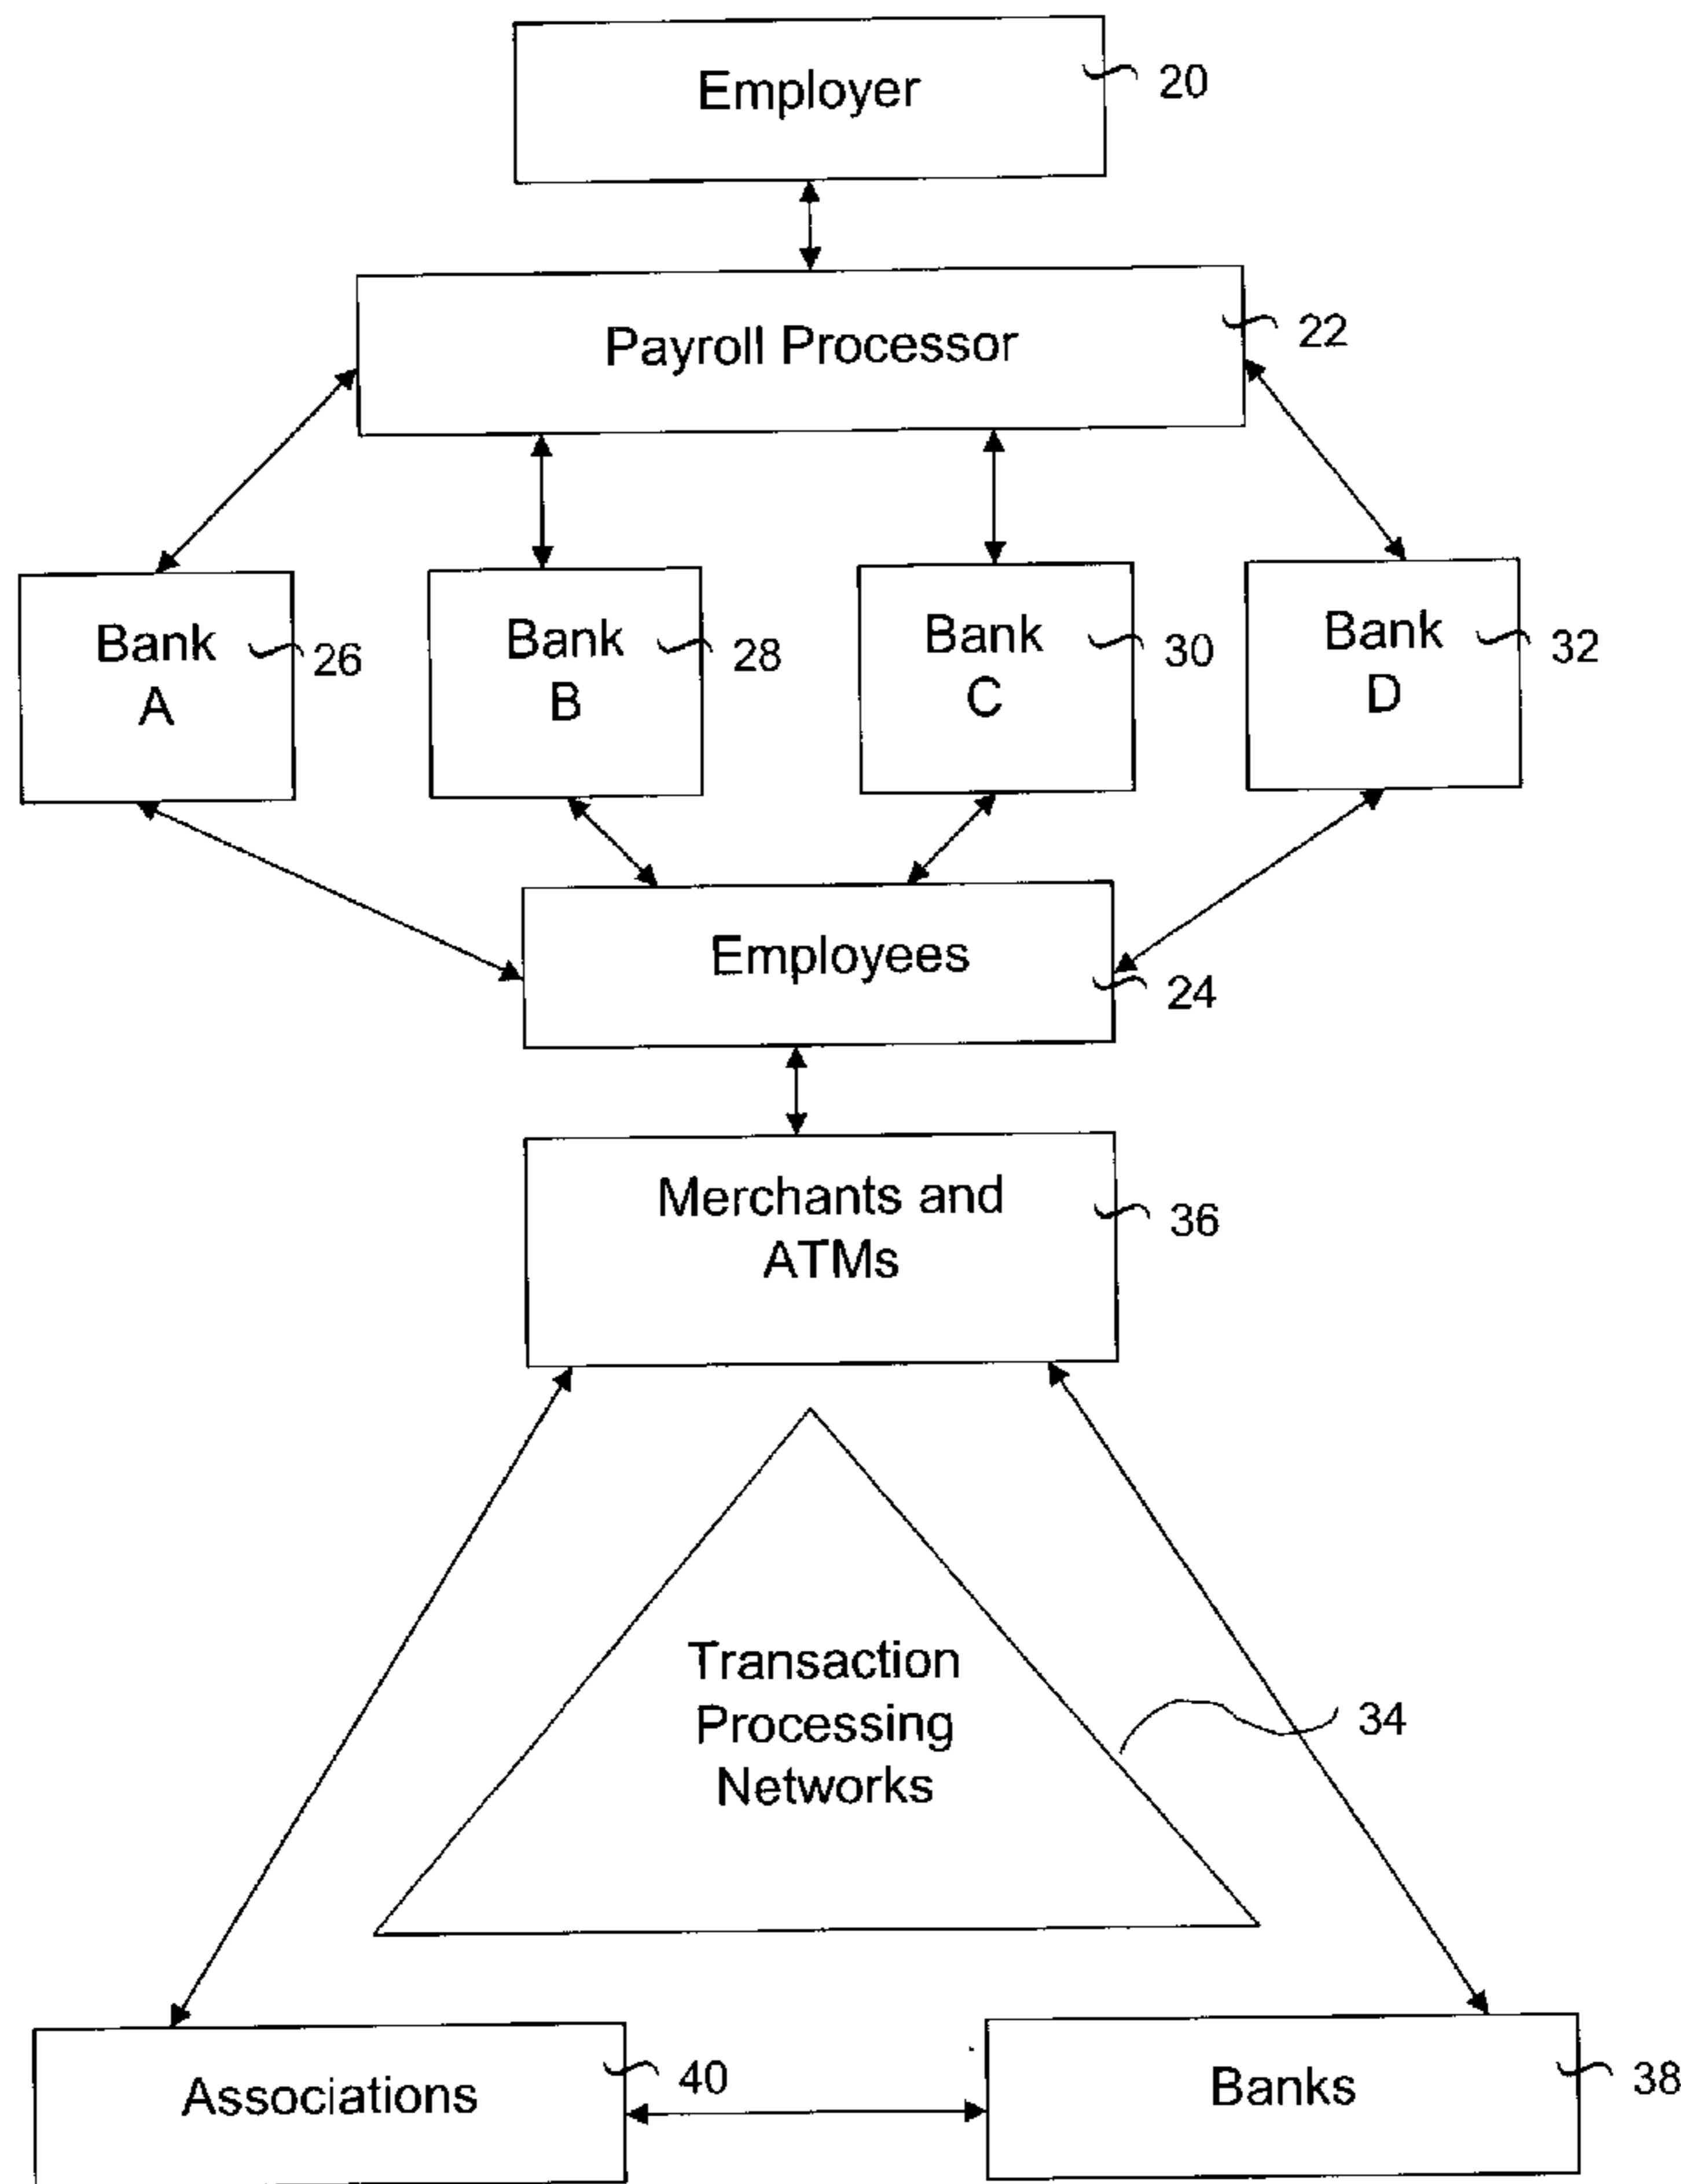 Employer
20
Payroll Processor
22
Bank
A
26
Bank
B
28
Bank
C
30
Bank
D
32
Employees
24
Merchants and
ATMs
36
Transaction
Processing
Networks
34
Associations
40
Banks
38